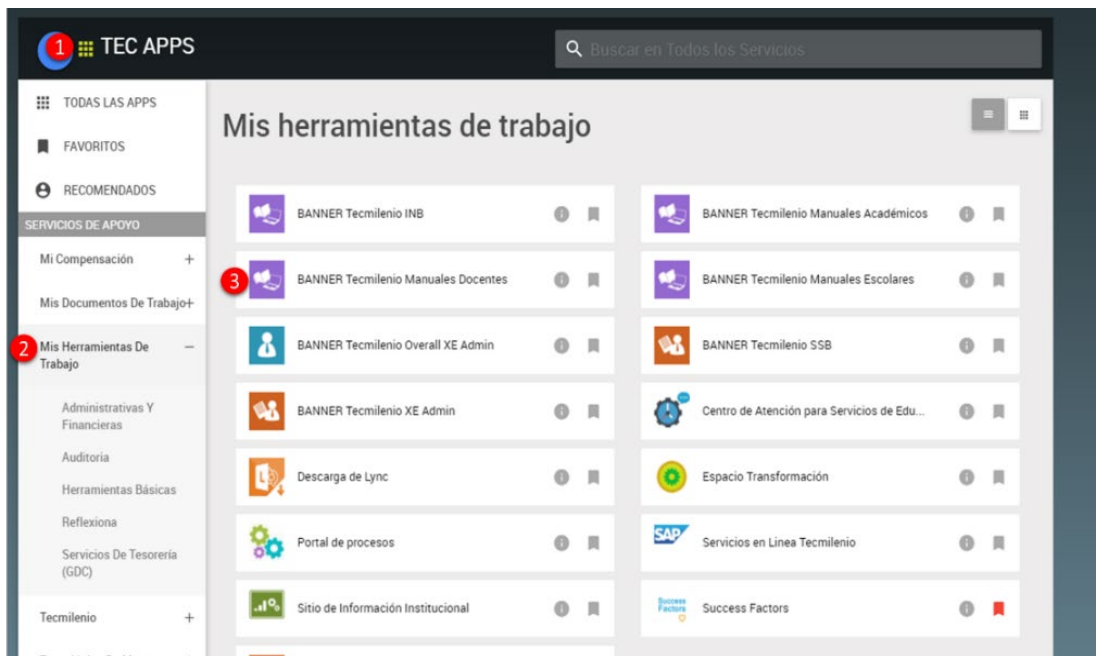 1 TEC APPS
Buscar en Todos los Servicios
TODAS LAS APPS
FAVORITOS
RECOMENDADOS
SERVICIOS DE APOYO
Mi Compensación +
Mis Documentos De Trabajo+
2 Mis Herramientas De Trabajo −
Administrativas Y
Financieras
Auditoria
Herramientas Básicas
Reflexiona
Servicios De Tesorería
(GDC)
Tecmilenio +
Mis herramientas de trabajo
BANNER Tecmilenio INB
BANNER Tecmilenio Manuales Académicos
3 BANNER Tecmilenio Manuales Docentes
BANNER Tecmilenio Manuales Escolares
BANNER Tecmilenio Overall XE Admin
BANNER Tecmilenio SSB
BANNER Tecmilenio XE Admin
Centro de Atención para Servicios de Edu...
Descarga de Lync
Espacio Transformación
Portal de procesos
SAP Servicios en Linea Tecmilenio
Sitio de Información Institucional
Success
Factors
Success Factors